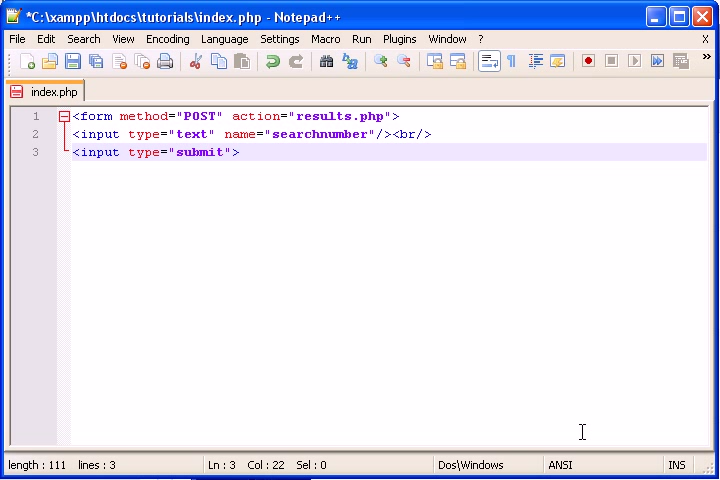 *C:\xampp\htdocs\tutorials\index.php - Notepad++
File Edit Search View Encoding Language Settings Macro Run Plugins Window ? X
index.php
1 <form method="POST" action="results.php">
2 <input type="text" name="searchnumber"/><br/>
3 <input type="submit">
length : 111 lines : 3 Ln : 3 Col : 22 Sel : 0 Dos\Windows ANSI INS